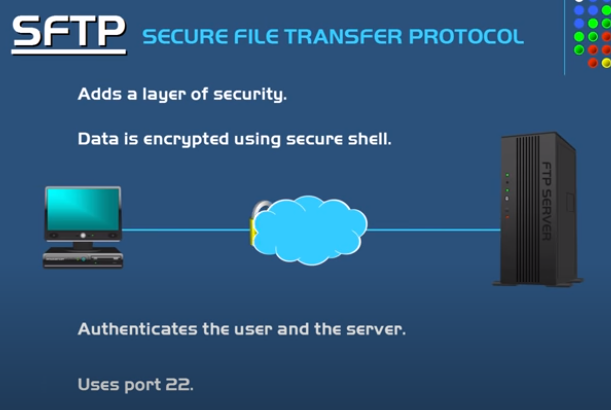 SFTP SECURE FILE TRANSFER PROTOCOL
Adds a layer of security.
Data is encrypted using secure shell.
FTP SERVER
Authenticates the user and the server.
Uses port 22.